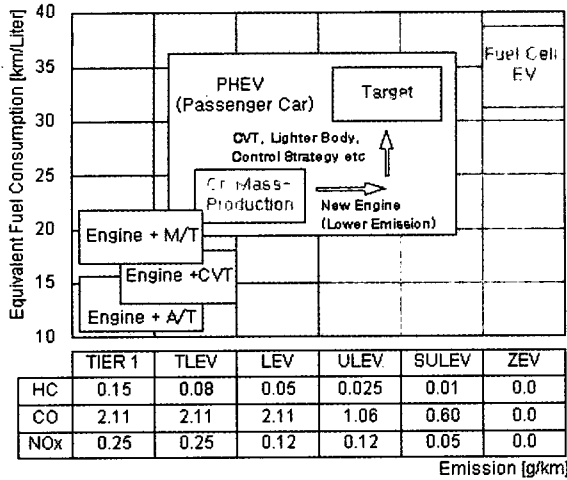 Equivalent Fuel Consumption [km/Liter]
40
35
30
25
20
15
10
PHEV
(Passenger Car)
Target
Fuel Cell
EV
CVT, Lighter Body,
Control Strategy etc
Mass-
Production
New Engine
(Lower Emission)
Engine + M/T
Engine +CVT
Engine + A/T
TIER 1 TLEV LEV ULEV SULEV ZEV
HC 0.15 0.08 0.05 0.025 0.01 0.0
CO 2.11 2.11 2.11 1.06 0.60 0.0
NOx 0.25 0.25 0.12 0.12 0.05 0.0
Emission [g/km]